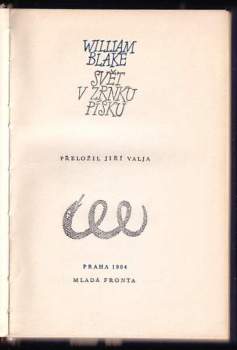 WILLIAM
BLAKE
SVĚT
V ZRNKU
PÍSKU
PŘELOŽIL JIŘÍ VALJA
PRAHA 1964
MLADÁ FRONTA